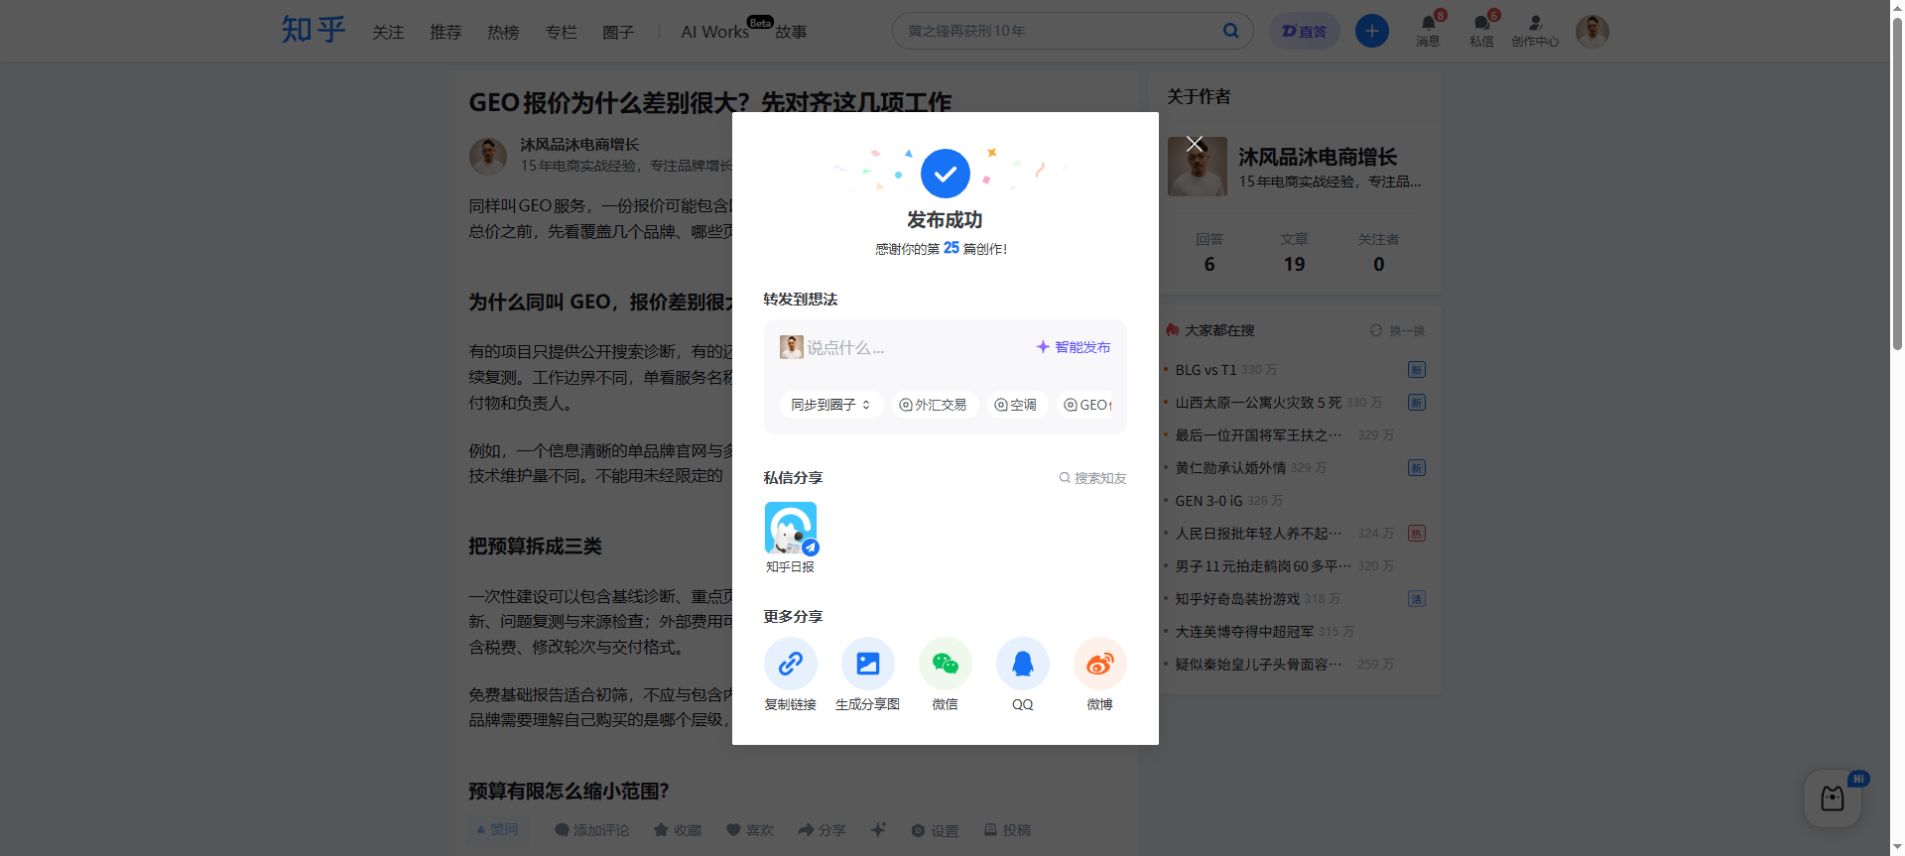 知乎
关注
推荐
热榜
专栏
圈子
AI Works
Beta
故事
黄之锋再获刑10年
直答
8
消息
6
私信
创作中心
GEO报价为什么差别很大？先对齐这几项工作
沐风品沐电商增长
15年电商实战经验，专注品牌增长
同样叫GEO服务，一份报价可能包含
总价之前，先看覆盖几个品牌、哪些
为什么同叫 GEO，报价差别很
有的项目只提供公开搜索诊断，有的
续复测。工作边界不同，单看服务名
付物和负责人。
例如，一个信息清晰的单品牌官网与
技术维护量不同。不能用未经限定的
把预算拆成三类
一次性建设可以包含基线诊断、重点
新、问题复测与来源检查；外部费用
含税费、修改轮次与交付格式。
免费基础报告适合初筛，不应与包含
品牌需要理解自己购买的是哪个层级，
预算有限怎么缩小范围？
赞同
添加评论
收藏
喜欢
分享
设置
投稿
发布成功
感谢你的第 25 篇创作！
转发到想法
说点什么...
智能发布
同步到圈子
外汇交易
空调
GEO
私信分享
搜索知友
知乎日报
更多分享
复制链接
生成分享图
微信
QQ
微博
关于作者
沐风品沐电商增长
15年电商实战经验，专注品...
回答
文章
关注者
6
19
0
大家都在搜
换一换
BLG vs T1 330 万 新
山西太原一公寓火灾致 5 死 330 万 新
最后一位开国将军王扶之… 329 万
黄仁勋承认婚外情 329 万 新
GEN 3-0 iG 328 万
人民日报批年轻人养不起… 324 万 热
男子11元拍走鹤岗60多平… 320 万
知乎好奇岛装扮游戏 318 万 活
大连英博夺得中超冠军 315 万
疑似秦始皇儿子头骨面容… 259 万
Hi